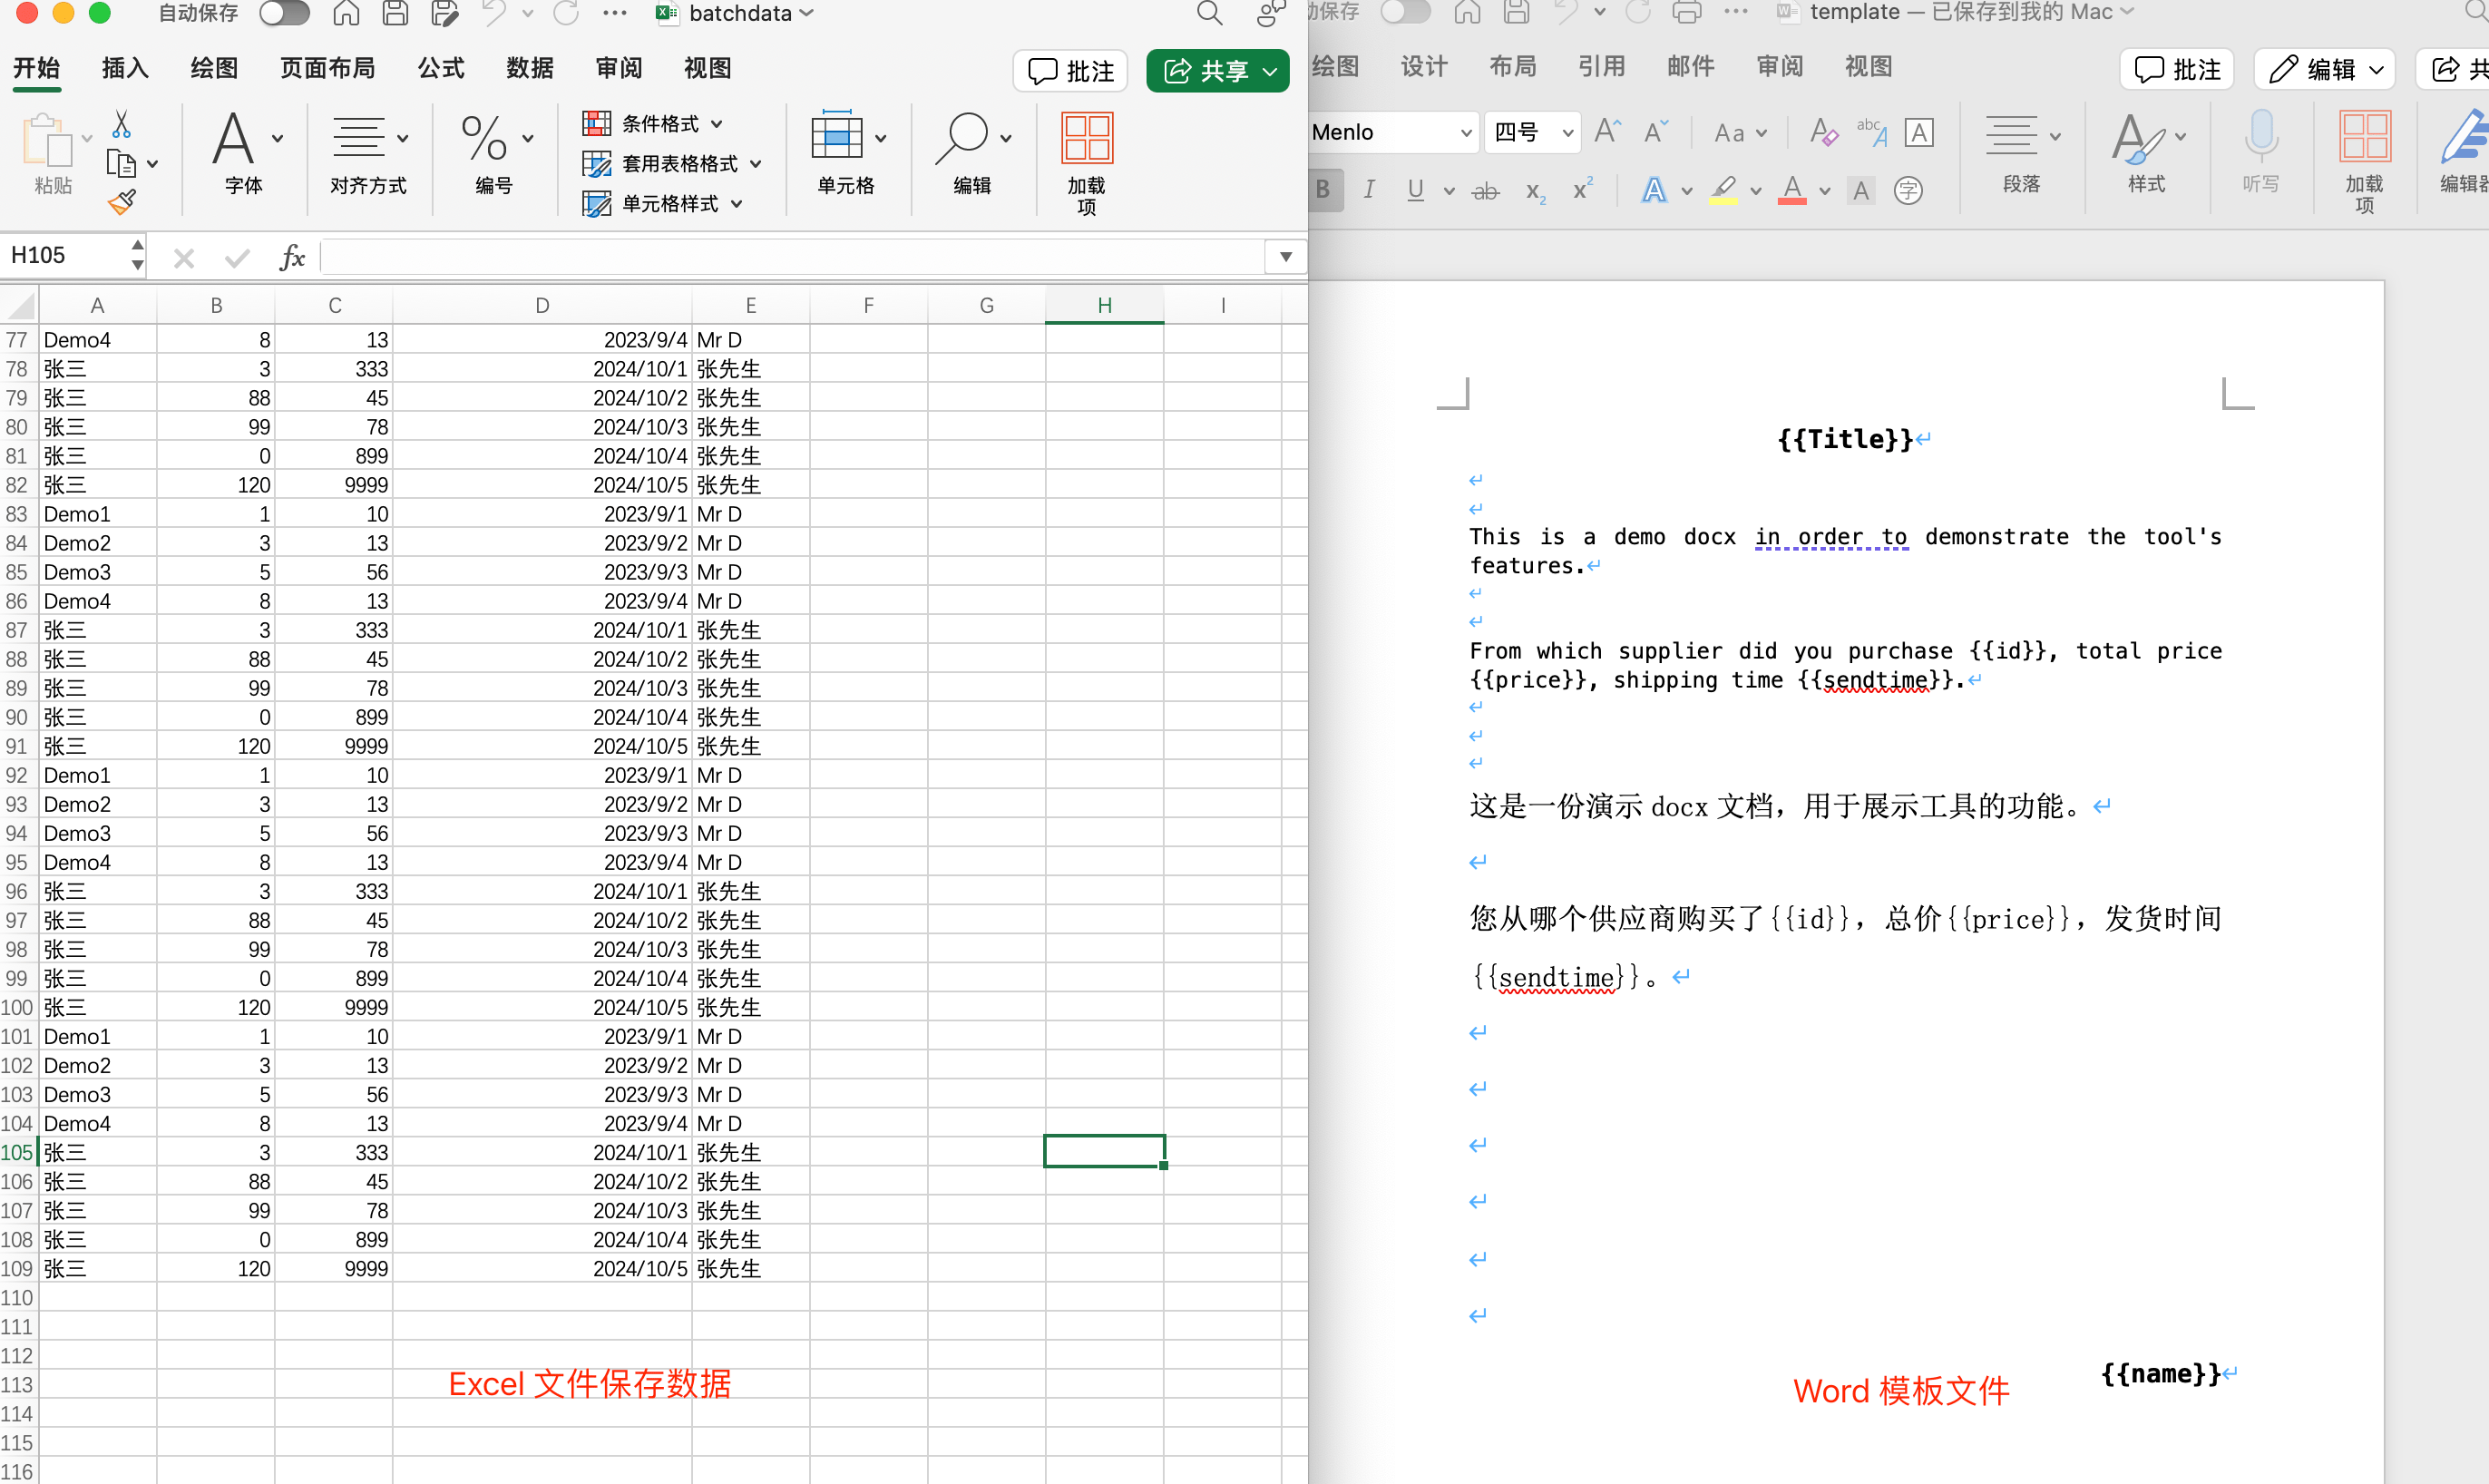 自动保存 batchdata
开始 插入 绘图 页面布局 公式 数据 审阅 视图 批注 共享
粘贴 字体 对齐方式 % 编号 条件格式 套用表格格式 单元格样式 单元格 编辑 加载项
H105 fx
A B C D E F G H I
77 Demo4 8 13 2023/9/4 Mr D
78 张三 3 333 2024/10/1 张先生
79 张三 88 45 2024/10/2 张先生
80 张三 99 78 2024/10/3 张先生
81 张三 0 899 2024/10/4 张先生
82 张三 120 9999 2024/10/5 张先生
83 Demo1 1 10 2023/9/1 Mr D
84 Demo2 3 13 2023/9/2 Mr D
85 Demo3 5 56 2023/9/3 Mr D
86 Demo4 8 13 2023/9/4 Mr D
87 张三 3 333 2024/10/1 张先生
88 张三 88 45 2024/10/2 张先生
89 张三 99 78 2024/10/3 张先生
90 张三 0 899 2024/10/4 张先生
91 张三 120 9999 2024/10/5 张先生
92 Demo1 1 10 2023/9/1 Mr D
93 Demo2 3 13 2023/9/2 Mr D
94 Demo3 5 56 2023/9/3 Mr D
95 Demo4 8 13 2023/9/4 Mr D
96 张三 3 333 2024/10/1 张先生
97 张三 88 45 2024/10/2 张先生
98 张三 99 78 2024/10/3 张先生
99 张三 0 899 2024/10/4 张先生
100 张三 120 9999 2024/10/5 张先生
101 Demo1 1 10 2023/9/1 Mr D
102 Demo2 3 13 2023/9/2 Mr D
103 Demo3 5 56 2023/9/3 Mr D
104 Demo4 8 13 2023/9/4 Mr D
105 张三 3 333 2024/10/1 张先生
106 张三 88 45 2024/10/2 张先生
107 张三 99 78 2024/10/3 张先生
108 张三 0 899 2024/10/4 张先生
109 张三 120 9999 2024/10/5 张先生
110
111
112
113
114
115
116
Excel 文件保存数据
动保存 template — 已保存到我的 Mac
绘图 设计 布局 引用 邮件 审阅 视图 批注 编辑 共
Menlo 四号 A A Aa A abc A A
B I U ab x2 x2 A A A 字 段落 样式 听写 加载项 编辑器
{{Title}}
This is a demo docx in order to demonstrate the tool's
features.
From which supplier did you purchase {{id}}, total price
{{price}}, shipping time {{sendtime}}.
这是一份演示 docx 文档，用于展示工具的功能。
您从哪个供应商购买了{{id}}，总价{{price}}，发货时间
{{sendtime}}。
{{name}}
Word 模板文件